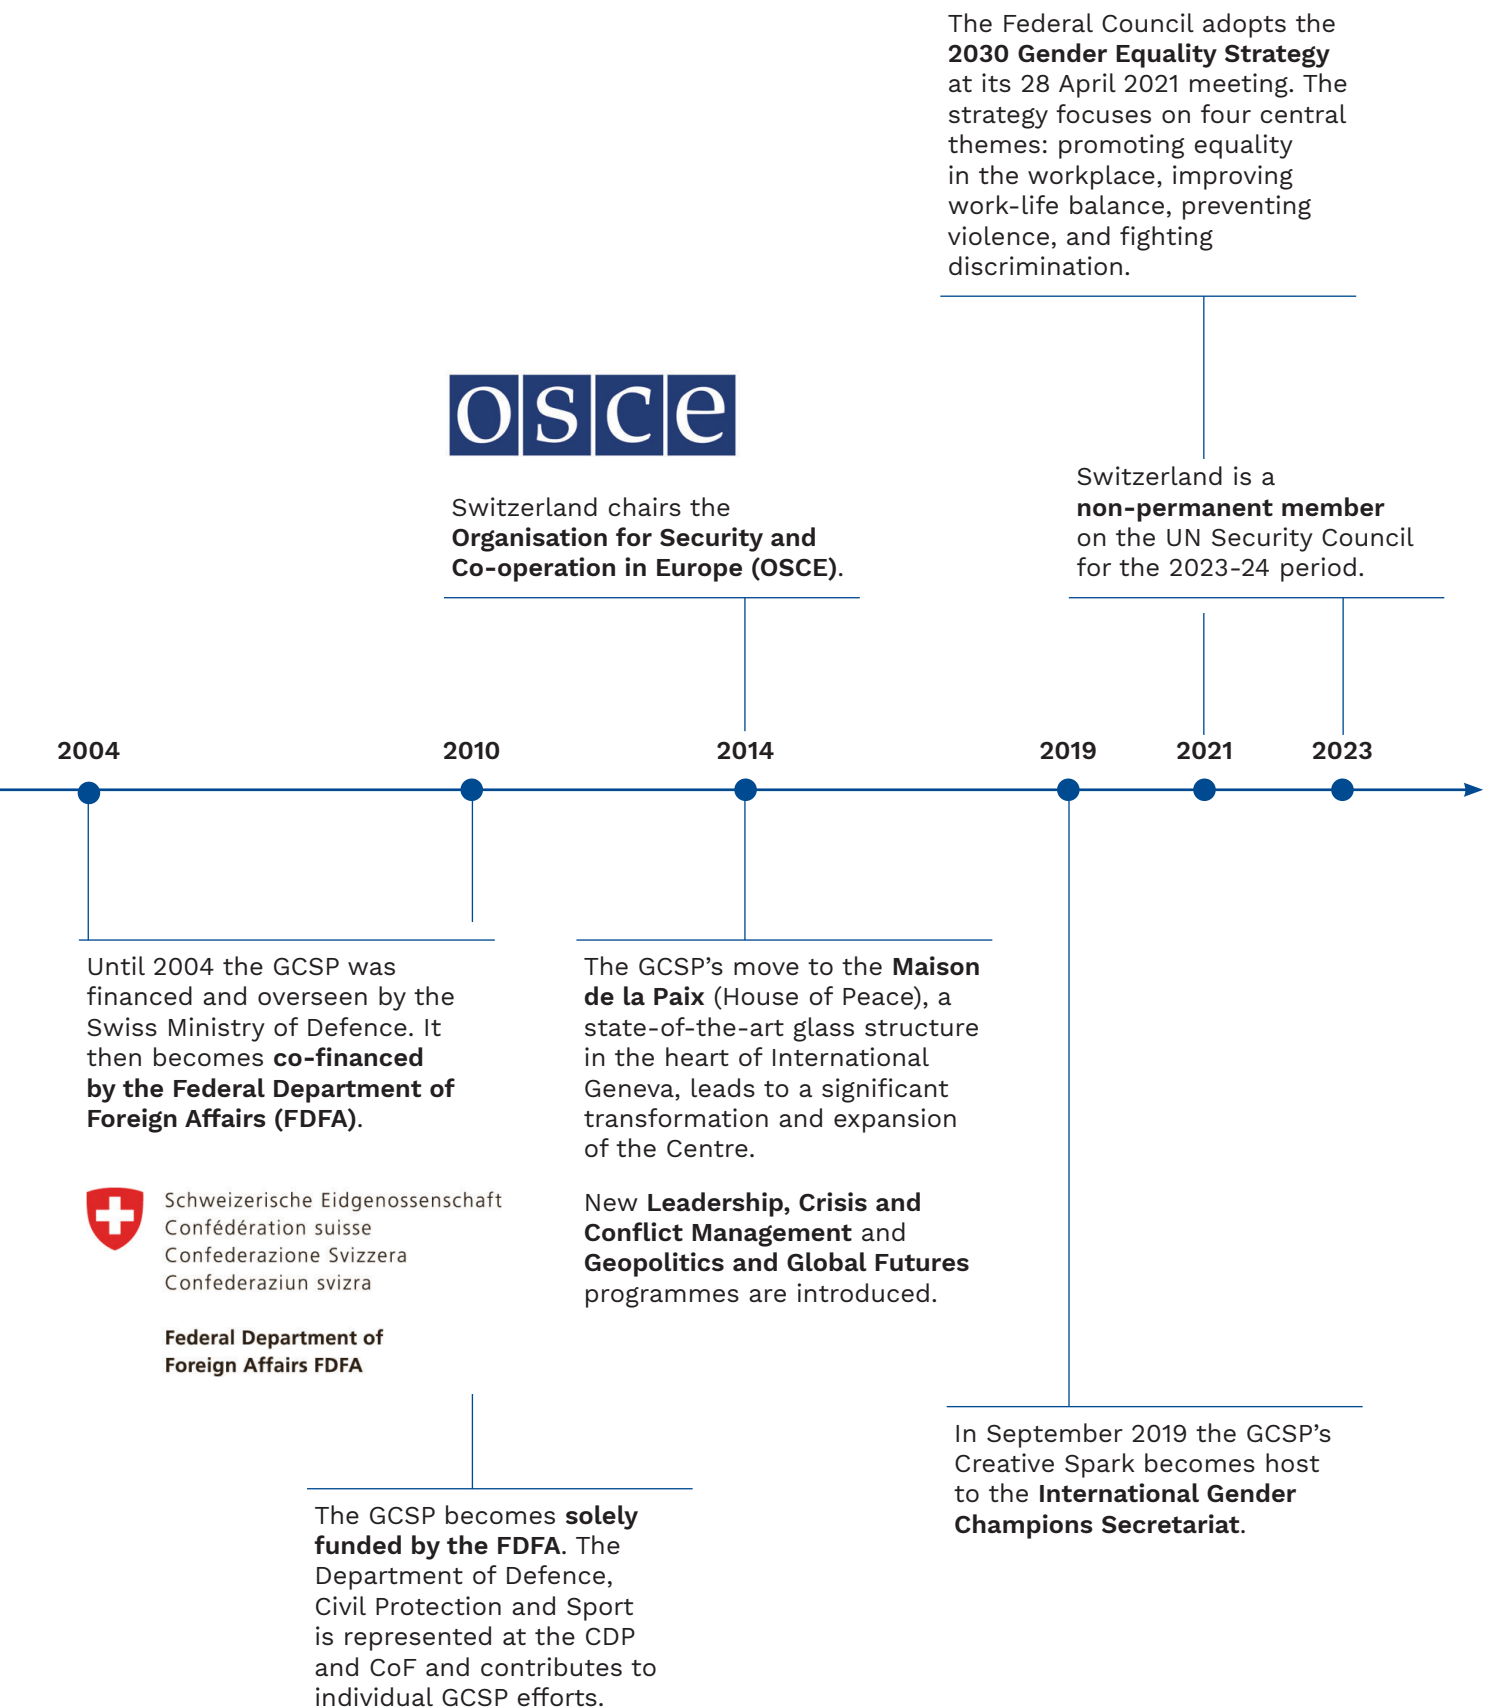 The Federal Council adopts the
2030 Gender Equality Strategy
at its 28 April 2021 meeting. The
strategy focuses on four central
themes: promoting equality
in the workplace, improving
work-life balance, preventing
violence, and fighting
discrimination.
osce
Switzerland chairs the
Organisation for Security and
Co-operation in Europe (OSCE).
Switzerland is a
non-permanent member
on the UN Security Council
for the 2023-24 period.
2004 2010 2014 2019 2021 2023
Until 2004 the GCSP was
financed and overseen by the
Swiss Ministry of Defence. It
then becomes co-financed
by the Federal Department of
Foreign Affairs (FDFA).
Schweizerische Eidgenossenschaft
Confédération suisse
Confederazione Svizzera
Confederaziun svizra
Federal Department of
Foreign Affairs FDFA
The GCSP becomes solely
funded by the FDFA. The
Department of Defence,
Civil Protection and Sport
is represented at the CDP
and CoF and contributes to
individual GCSP efforts.
The GCSP's move to the Maison
de la Paix (House of Peace), a
state-of-the-art glass structure
in the heart of International
Geneva, leads to a significant
transformation and expansion
of the Centre.
New Leadership, Crisis and
Conflict Management and
Geopolitics and Global Futures
programmes are introduced.
In September 2019 the GCSP's
Creative Spark becomes host
to the International Gender
Champions Secretariat.